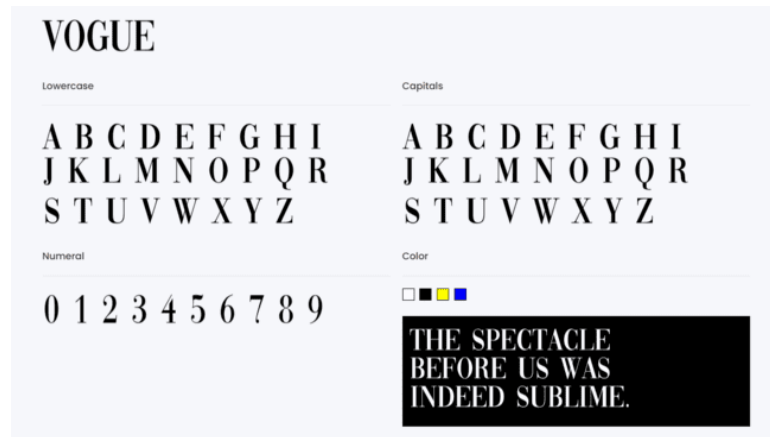 VOGUE
Lowercase
A B C D E F G H I
J K L M N O P Q R
S T U V W X Y Z
Capitals
A B C D E F G H I
J K L M N O P Q R
S T U V W X Y Z
Numeral
0 1 2 3 4 5 6 7 8 9
Color
THE SPECTACLE
BEFORE US WAS
INDEED SUBLIME.